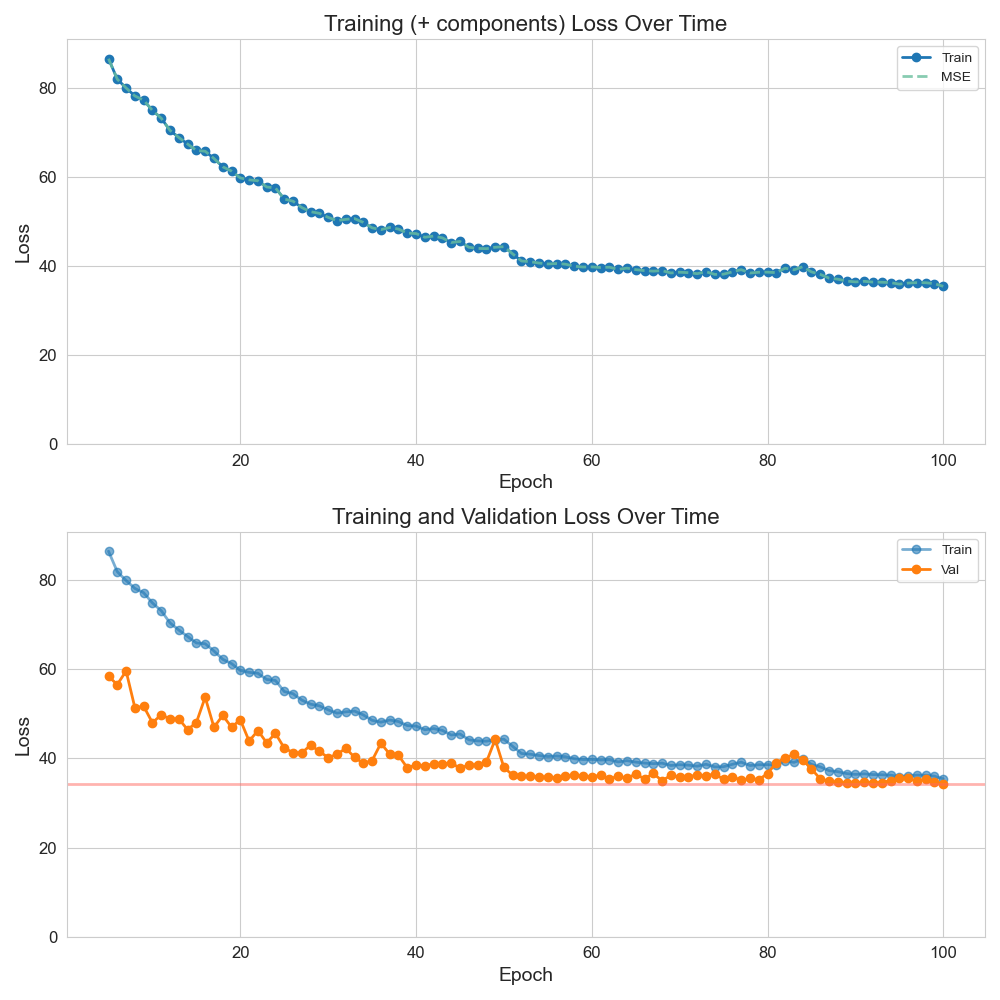 Training (+ components) Loss Over Time
Train
MSE
80
60
40
20
0
Loss
20 40 60 80 100
Epoch
Training and Validation Loss Over Time
Train
Val
80
60
40
20
0
Loss
20 40 60 80 100
Epoch